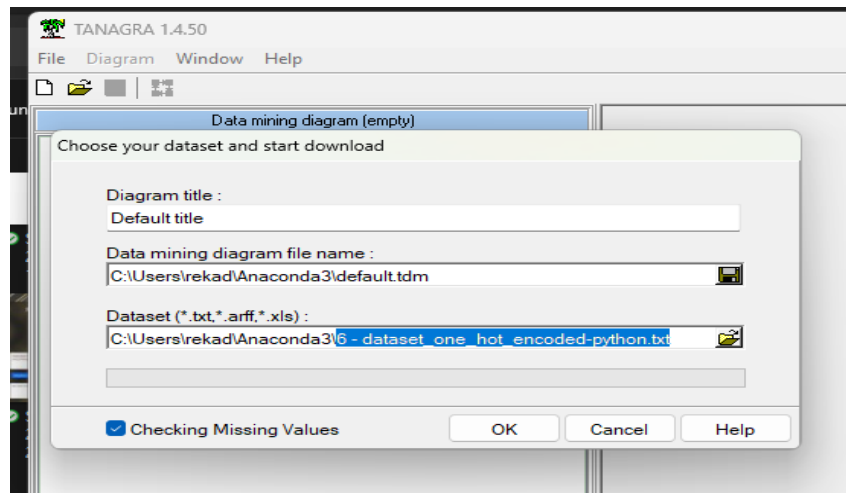 TANAGRA 1.4.50
File Diagram Window Help
un
Data mining diagram (empty)
Choose your dataset and start download
Diagram title :
Default title
Data mining diagram file name :
C:\Users\rekad\Anaconda3\default.tdm
Dataset (*.txt,*.arff,*.xls) :
C:\Users\rekad\Anaconda3\6 - dataset_one_hot_encoded-python.txt
Checking Missing Values OK Cancel Help